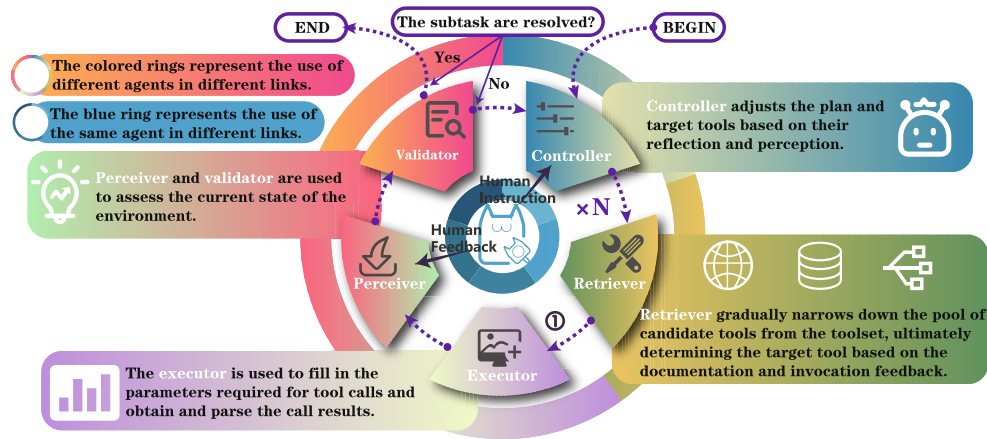 END
The subtask are resolved?
BEGIN
The colored rings represent the use of
different agents in different links.
The blue ring represents the use of
the same agent in different links.
Yes
No
Validator
Controller
Controller adjusts the plan and
target tools based on their
reflection and perception.
Perceiver and validator are used
to assess the current state of the
environment.
Human
Instruction
×N
Human
Feedback
Perceiver
Retriever
Retriever gradually narrows down the pool of
candidate tools from the toolset, ultimately
determining the target tool based on the
documentation and invocation feedback.
①
Executor
The executor is used to fill in the
parameters required for tool calls and
obtain and parse the call results.